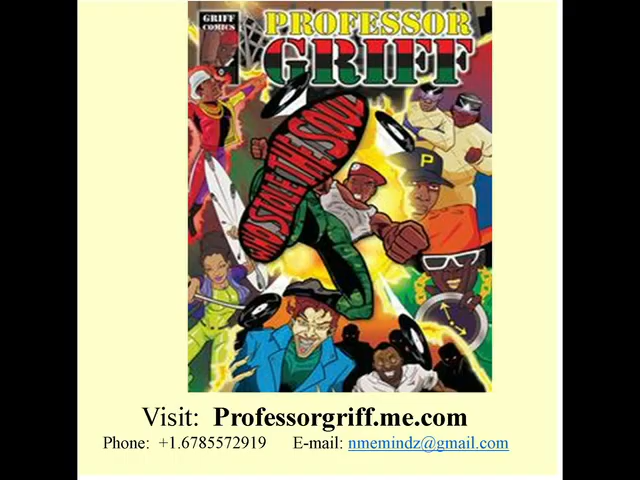 GRIFF
COMICS
PROFESSOR
GRIFF
WHO STOLE THE SOUL
P
Visit: Professorgriff.me.com
Phone: +1.6785572919 E-mail: nmemindz@gmail.com